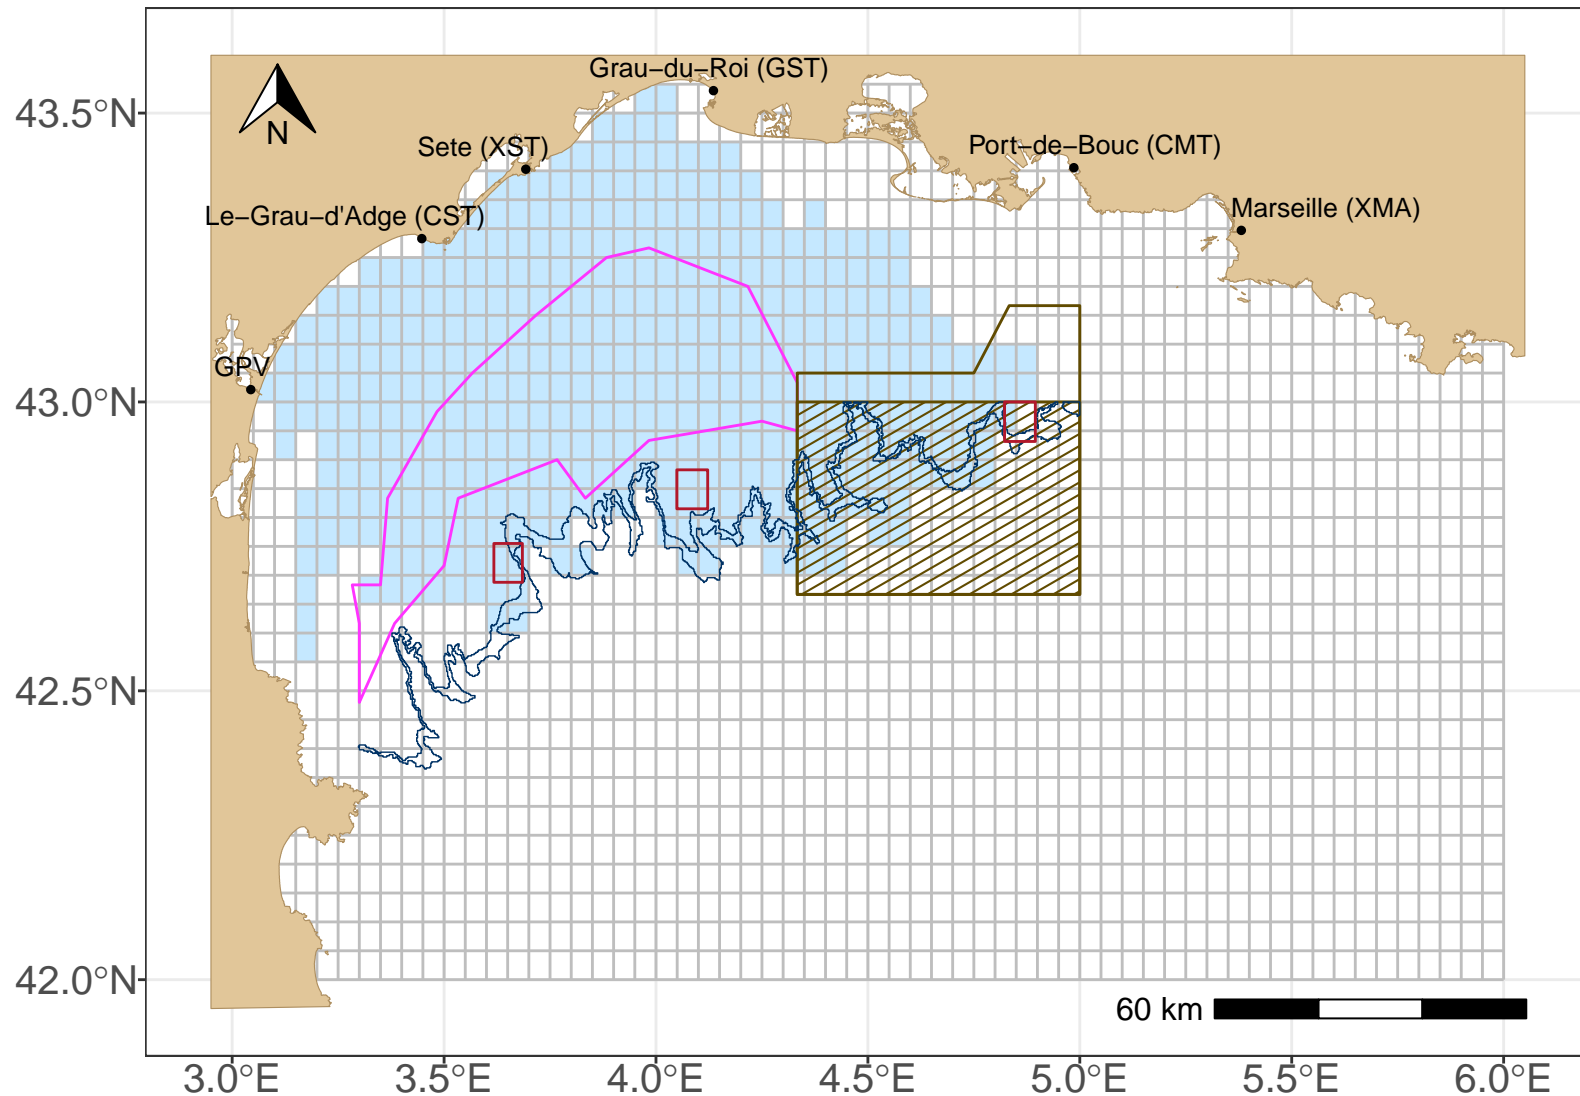 Grau−du−Roi (GST)
43.5°N
N
Sete (XST)
Port−de−Bouc (CMT)
Le−Grau−d'Adge (CST)
Marseille (XMA)
GPV
43.0°N
42.5°N
42.0°N
60 km
3.0°E 3.5°E 4.0°E 4.5°E 5.0°E 5.5°E 6.0°E